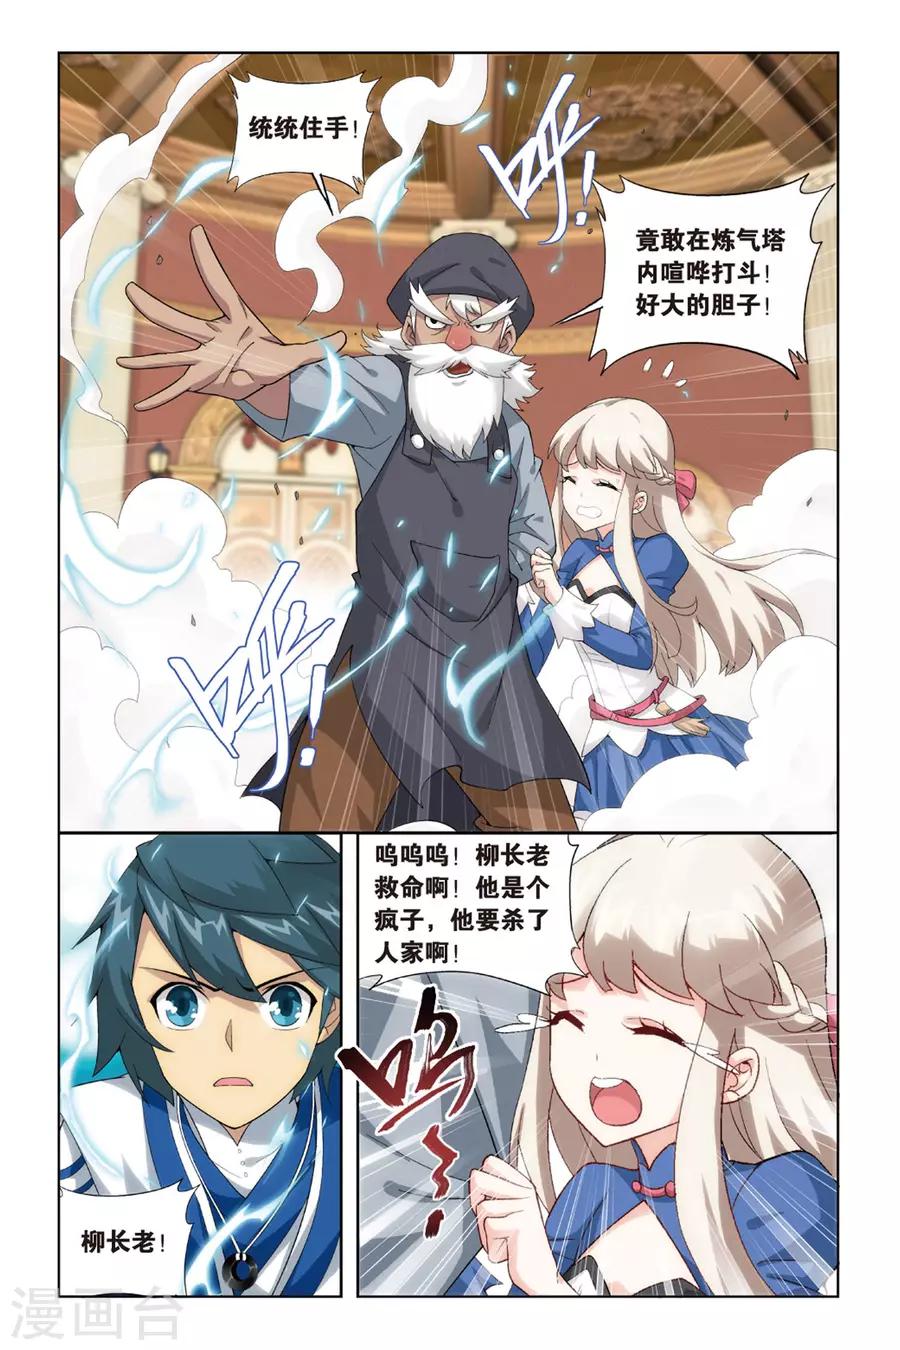 统统住手！
呼！
竟敢在炼气塔
内喧哗打斗！
好大的胆子！
呼！
呜呜呜！柳长老
救命啊！他是个
疯子，他要杀了
人家啊！
呜～
柳长老！
漫画台